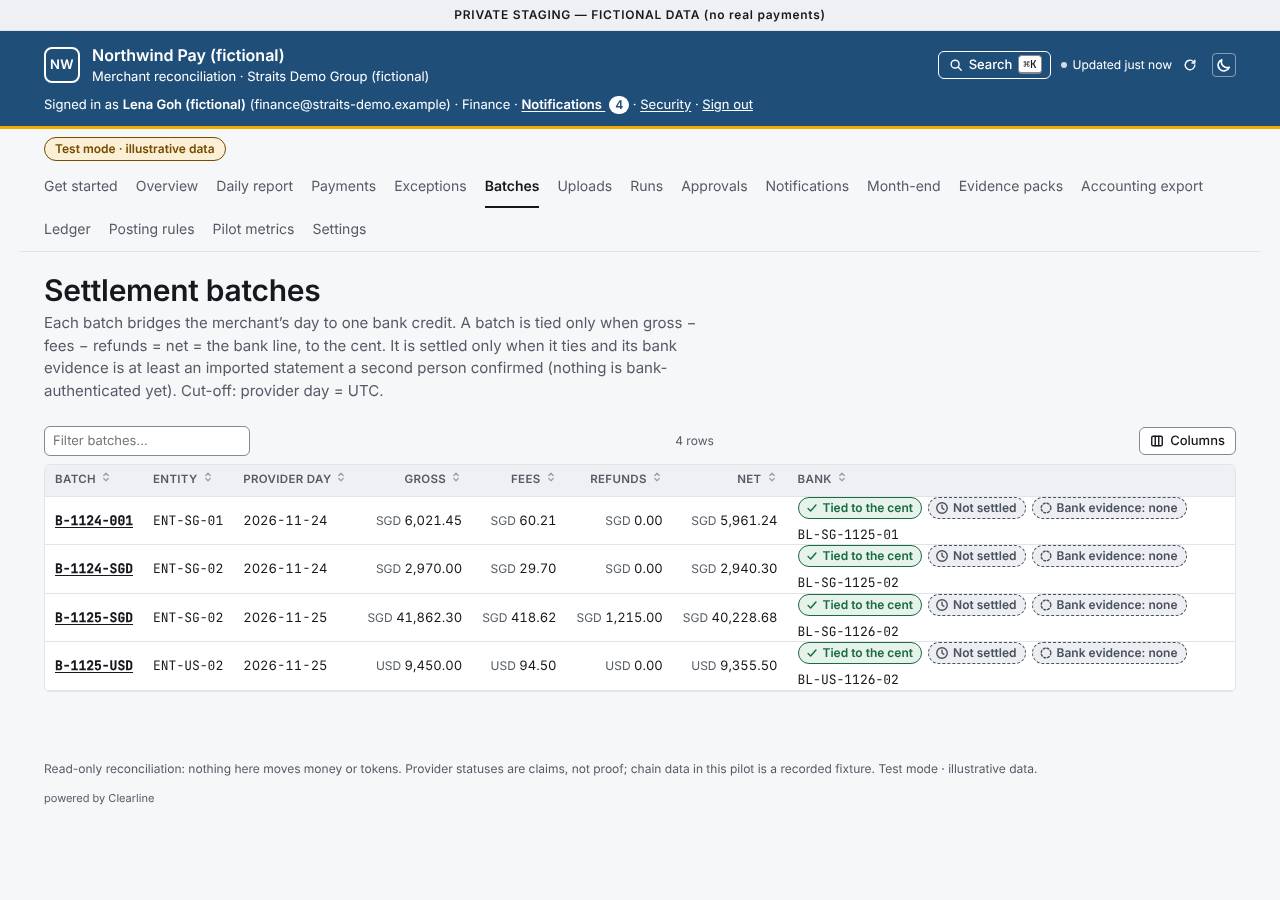 PRIVATE STAGING — FICTIONAL DATA (no real payments)
NW
Northwind Pay (fictional)
Merchant reconciliation · Straits Demo Group (fictional)
Search ⌘K
Updated just now
Signed in as Lena Goh (fictional) (finance@straits-demo.example) · Finance · Notifications 4 · Security · Sign out
Test mode · illustrative data
Get started Overview Daily report Payments Exceptions Batches Uploads Runs Approvals Notifications Month-end Evidence packs Accounting export
Ledger Posting rules Pilot metrics Settings
Settlement batches
Each batch bridges the merchant’s day to one bank credit. A batch is tied only when gross −
fees − refunds = net = the bank line, to the cent. It is settled only when it ties and its bank
evidence is at least an imported statement a second person confirmed (nothing is bank-
authenticated yet). Cut-off: provider day = UTC.
Filter batches… 4 rows Columns
BATCH ENTITY PROVIDER DAY GROSS FEES REFUNDS NET BANK
B-1124-001 ENT-SG-01 2026-11-24 SGD 6,021.45 SGD 60.21 SGD 0.00 SGD 5,961.24 Tied to the cent Not settled Bank evidence: none
BL-SG-1125-01
B-1124-SGD ENT-SG-02 2026-11-24 SGD 2,970.00 SGD 29.70 SGD 0.00 SGD 2,940.30 Tied to the cent Not settled Bank evidence: none
BL-SG-1125-02
B-1125-SGD ENT-SG-02 2026-11-25 SGD 41,862.30 SGD 418.62 SGD 1,215.00 SGD 40,228.68 Tied to the cent Not settled Bank evidence: none
BL-SG-1126-02
B-1125-USD ENT-US-02 2026-11-25 USD 9,450.00 USD 94.50 USD 0.00 USD 9,355.50 Tied to the cent Not settled Bank evidence: none
BL-US-1126-02
Read-only reconciliation: nothing here moves money or tokens. Provider statuses are claims, not proof; chain data in this pilot is a recorded fixture. Test mode · illustrative data.
powered by Clearline